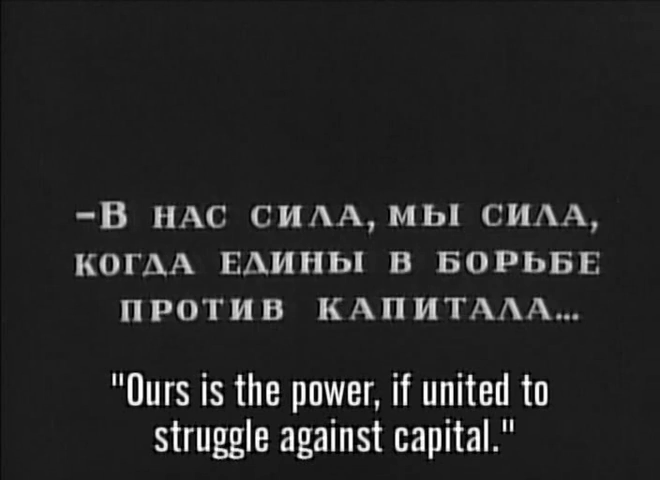 -В НАС СИЛА, МЫ СИЛА,
КОГДА ЕДИНЫ В БОРЬБЕ
ПРОТИВ КАПИТАЛА...
"Ours is the power, if united to
struggle against capital."